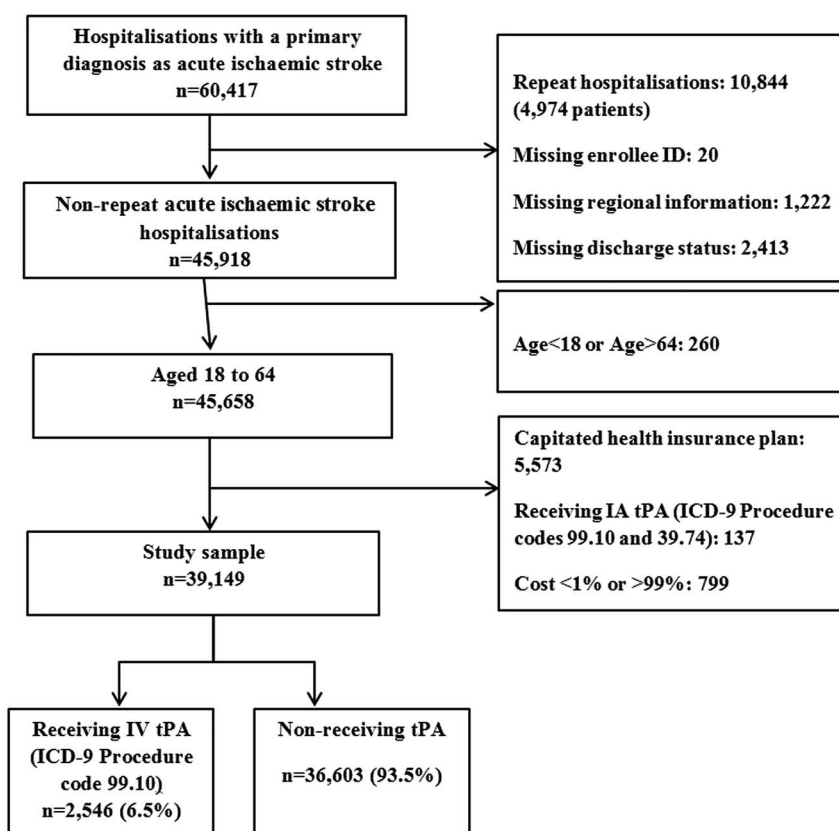 Hospitalisations with a primary
diagnosis as acute ischaemic stroke
n=60,417
Repeat hospitalisations: 10,844
(4,974 patients)
Missing enrollee ID: 20
Missing regional information: 1,222
Missing discharge status: 2,413
Non-repeat acute ischaemic stroke
hospitalisations
n=45,918
Age<18 or Age>64: 260
Aged 18 to 64
n=45,658
Capitated health insurance plan:
5,573
Receiving IA tPA (ICD-9 Procedure
codes 99.10 and 39.74): 137
Cost <1% or >99%: 799
Study sample
n=39,149
Receiving IV tPA
(ICD-9 Procedure
code 99.10)
n=2,546 (6.5%)
Non-receiving tPA
n=36,603 (93.5%)